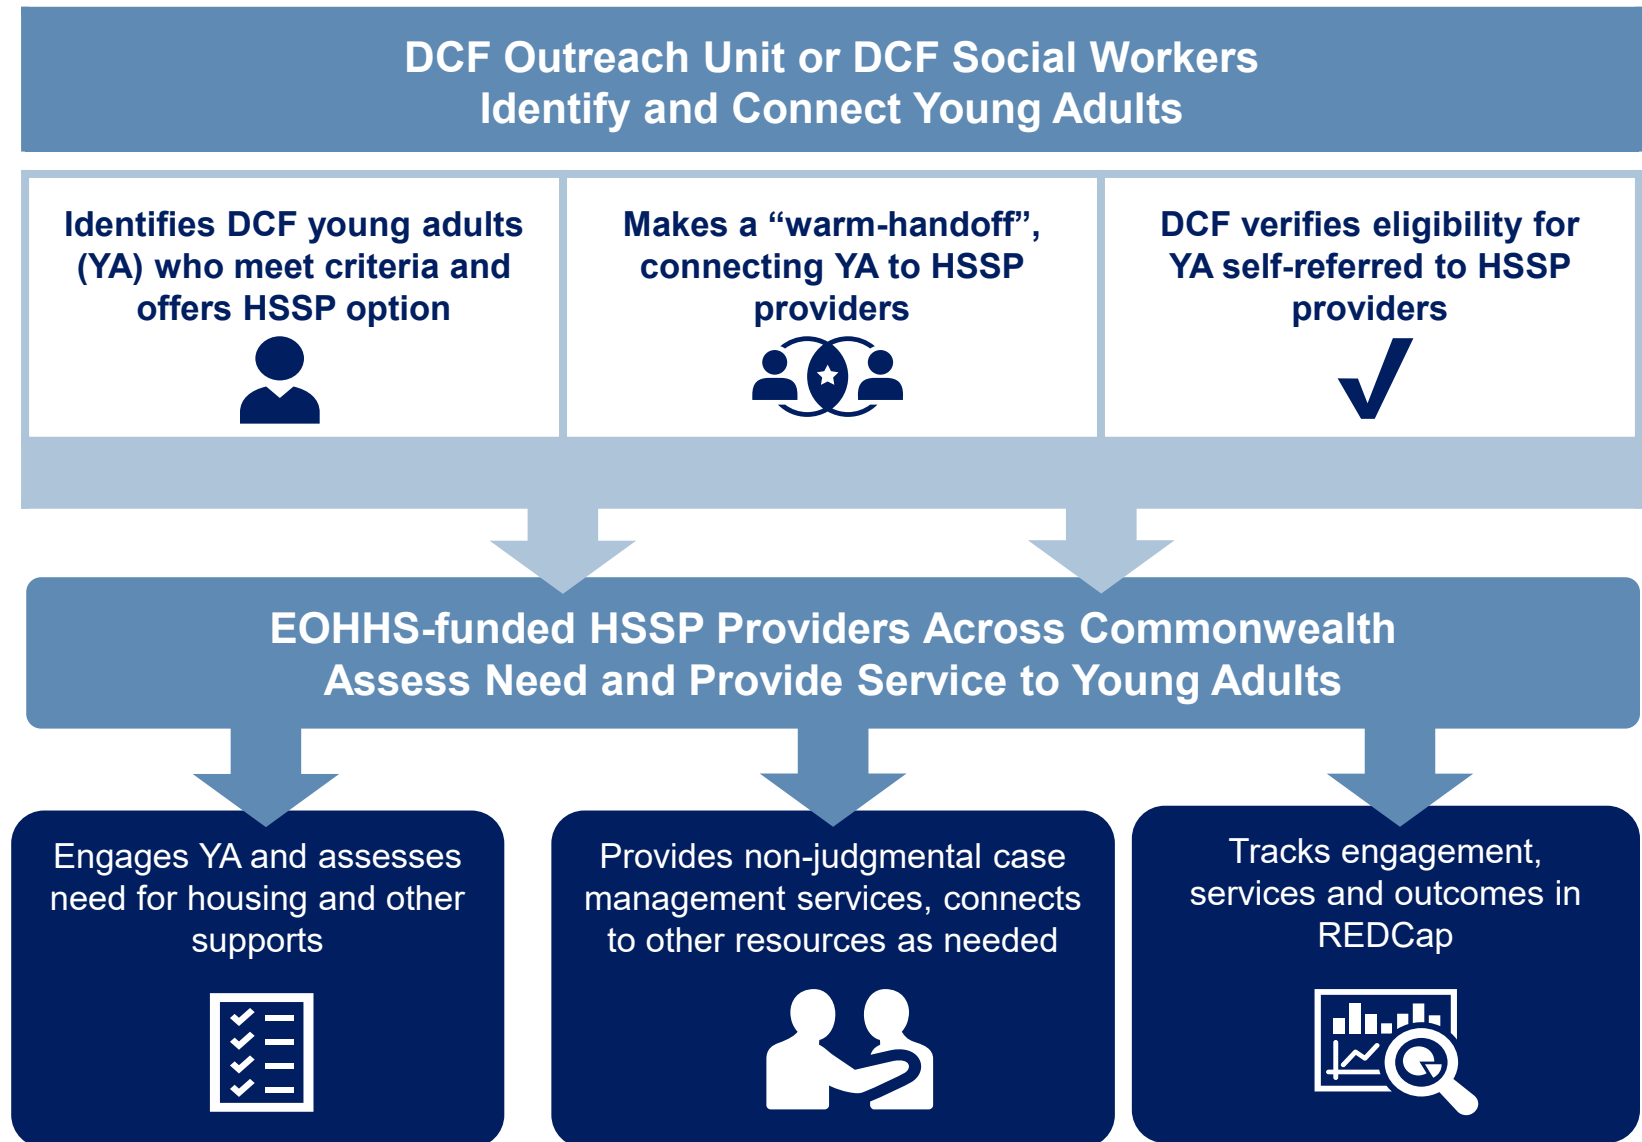 DCF Outreach Unit or DCF Social Workers
Identify and Connect Young Adults
Identifies DCF young adults
(YA) who meet criteria and
offers HSSP option
Makes a “warm-handoff”,
connecting YA to HSSP
providers
DCF verifies eligibility for
YA self-referred to HSSP
providers
EOHHS-funded HSSP Providers Across Commonwealth
Assess Need and Provide Service to Young Adults
Engages YA and assesses
need for housing and other
supports
Provides non-judgmental case
management services, connects
to other resources as needed
Tracks engagement,
services and outcomes in
REDCap